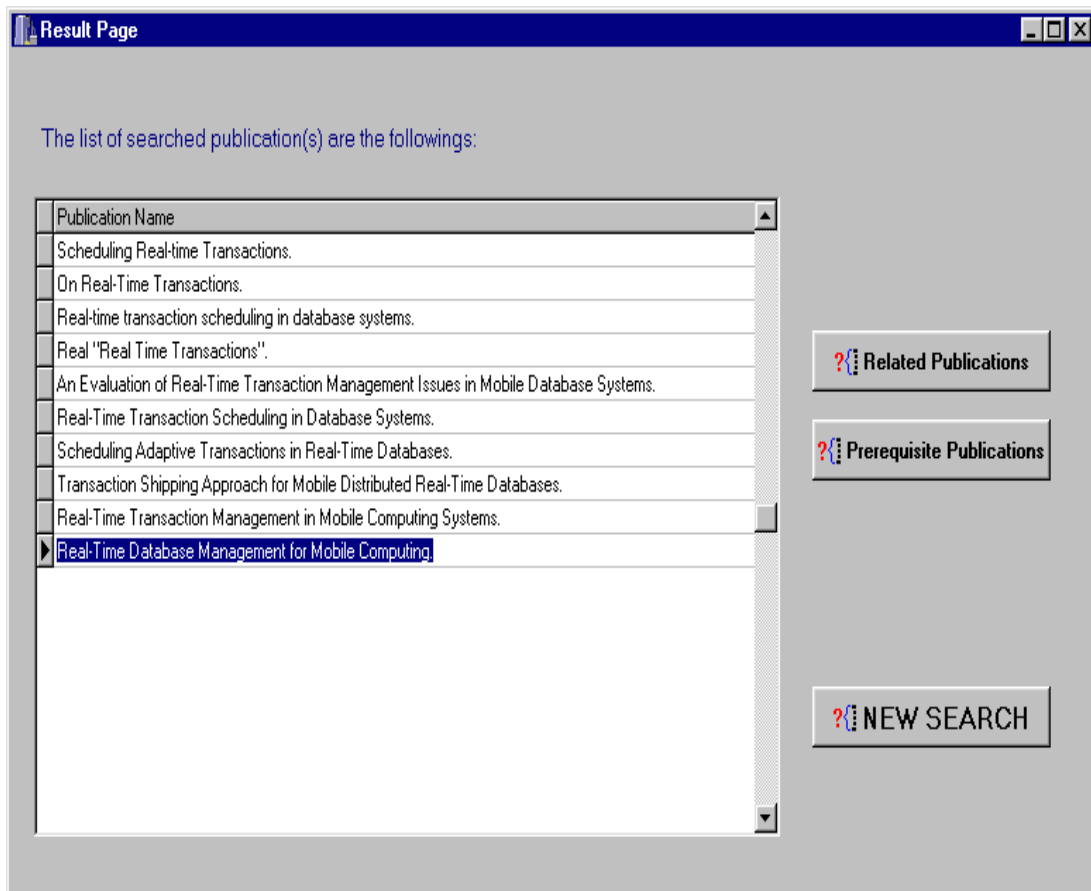 Result Page
The list of searched publication(s) are the followings:
Publication Name
Scheduling Real-time Transactions.
On Real-Time Transactions.
Real-time transaction scheduling in database systems.
Real "Real Time Transactions".
An Evaluation of Real-Time Transaction Management Issues in Mobile Database Systems.
Real-Time Transaction Scheduling in Database Systems.
Scheduling Adaptive Transactions in Real-Time Databases.
Transaction Shipping Approach for Mobile Distributed Real-Time Databases.
Real-Time Transaction Management in Mobile Computing Systems.
Real-Time Database Management for Mobile Computing.
?{ Related Publications
?{ Prerequisite Publications
?{ NEW SEARCH